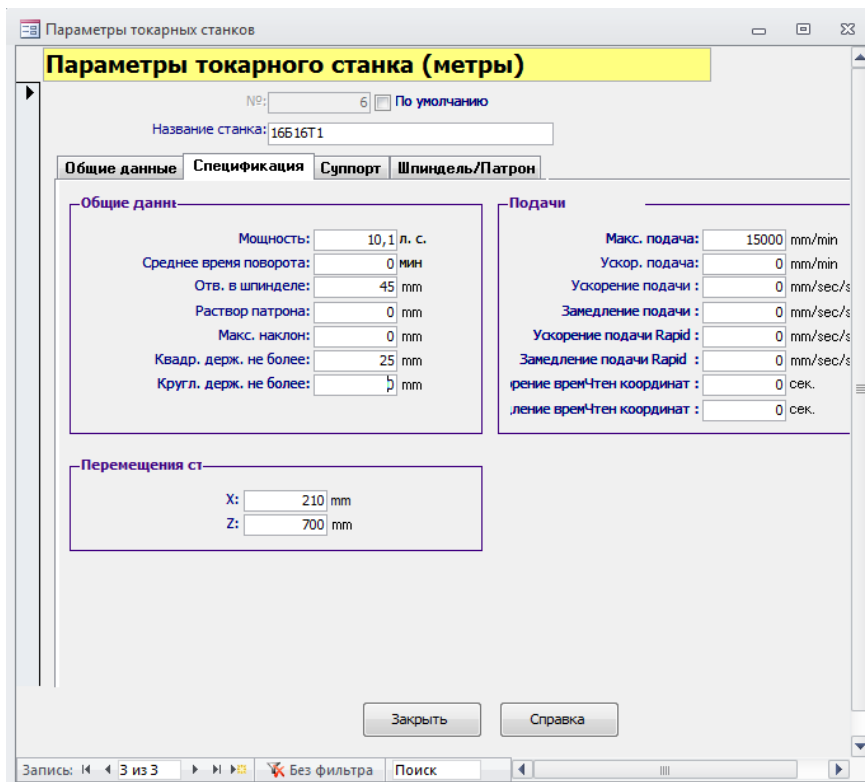 Параметры токарных станков
Параметры токарного станка (метры)
№: 6 По умолчанию
Название станка: 16Б16Т1
Общие данные Спецификация Суппорт Шпиндель/Патрон
Общие данн
Мощность: 10,1 л. с.
Среднее время поворота: 0 мин
Отв. в шпинделе: 45 mm
Раствор патрона: 0 mm
Макс. наклон: 0 mm
Квадр. держ. не более: 25 mm
Кругл. держ. не более: mm
Подачи
Макс. подача: 15000 mm/min
Ускор. подача: 0 mm/min
Ускорение подачи : 0 mm/sec/s
Замедление подачи : 0 mm/sec/s
Ускорение подачи Rapid : 0 mm/sec/s
Замедление подачи Rapid : 0 mm/sec/s
рение времЧтен координат : 0 сек.
ление времЧтен координат : 0 сек.
Перемещения ст
X: 210 mm
Z: 700 mm
Закрыть Справка
Запись: 3 из 3 Без фильтра Поиск